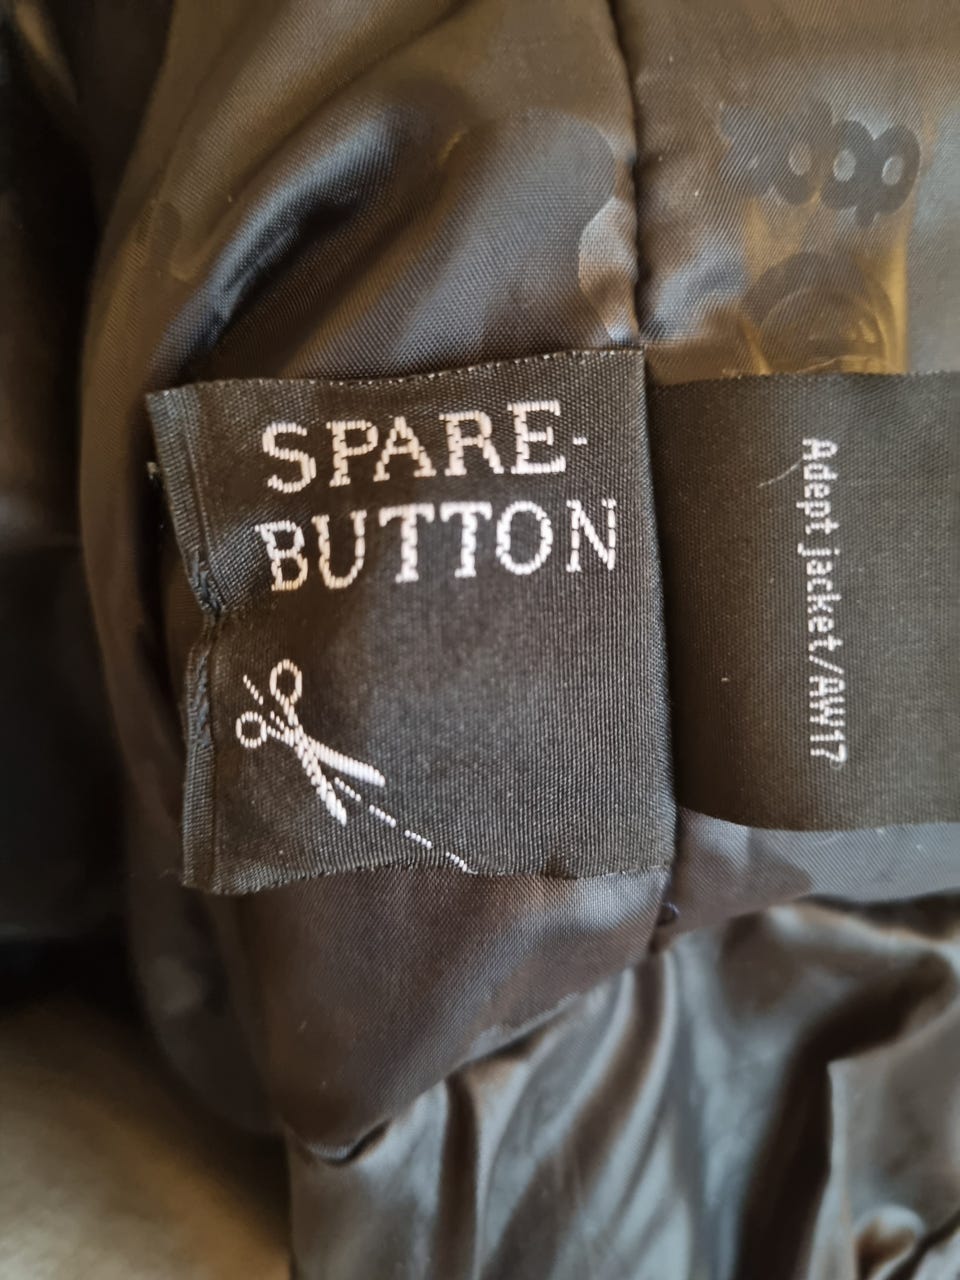 SPARE-
BUTTON
Adept jacket/AW17